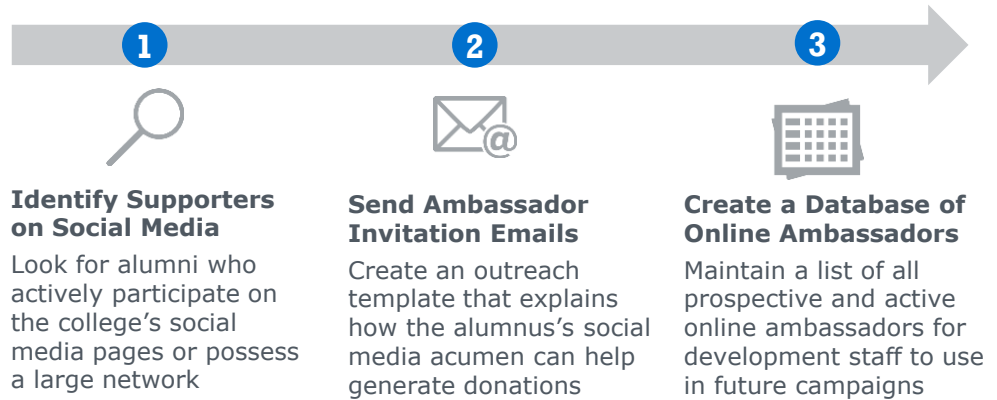 1
2
3
@
Identify Supporters
on Social Media
Look for alumni who
actively participate on
the college’s social
media pages or possess
a large network
Send Ambassador
Invitation Emails
Create an outreach
template that explains
how the alumnus’s social
media acumen can help
generate donations
Create a Database of
Online Ambassadors
Maintain a list of all
prospective and active
online ambassadors for
development staff to use
in future campaigns